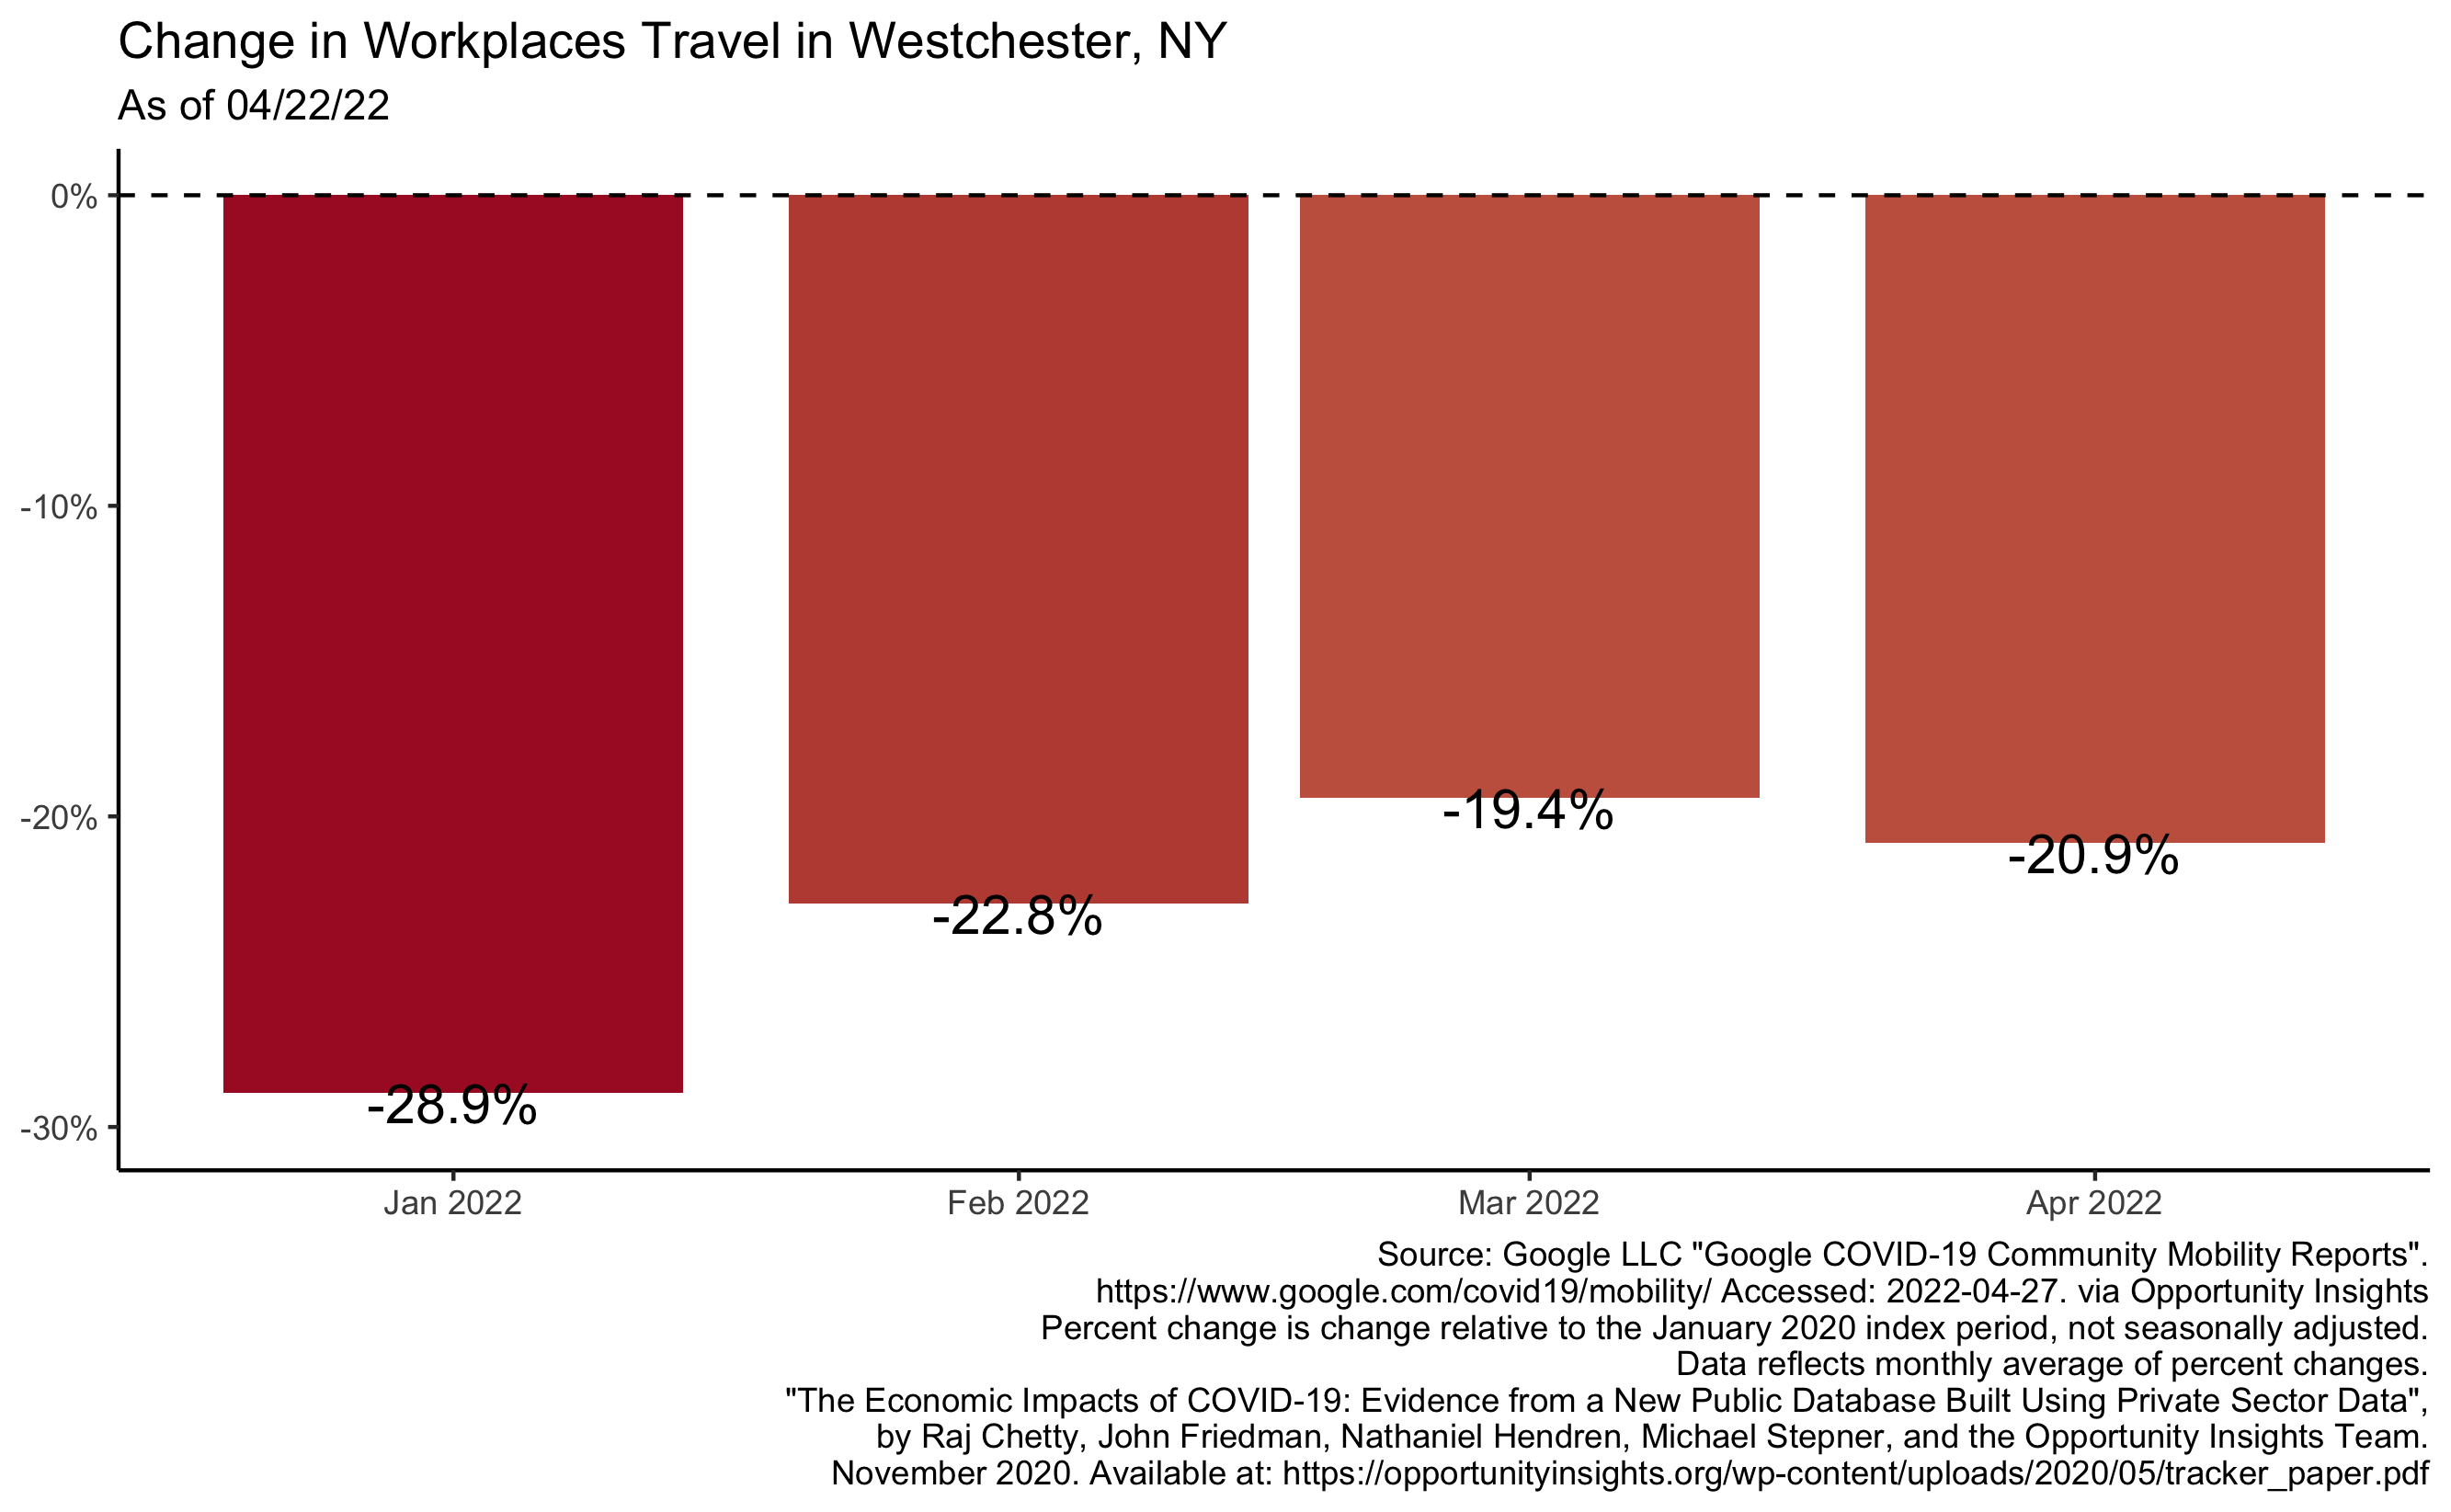 Change in Workplaces Travel in Westchester, NY
As of 04/22/22
0%
-10%
-20%
-30%
-28.9%
-22.8%
-19.4%
-20.9%
Jan 2022
Feb 2022
Mar 2022
Apr 2022
Source: Google LLC "Google COVID-19 Community Mobility Reports".
https://www.google.com/covid19/mobility/ Accessed: 2022-04-27. via Opportunity Insights
Percent change is change relative to the January 2020 index period, not seasonally adjusted.
Data reflects monthly average of percent changes.
"The Economic Impacts of COVID-19: Evidence from a New Public Database Built Using Private Sector Data",
by Raj Chetty, John Friedman, Nathaniel Hendren, Michael Stepner, and the Opportunity Insights Team.
November 2020. Available at: https://opportunityinsights.org/wp-content/uploads/2020/05/tracker_paper.pdf